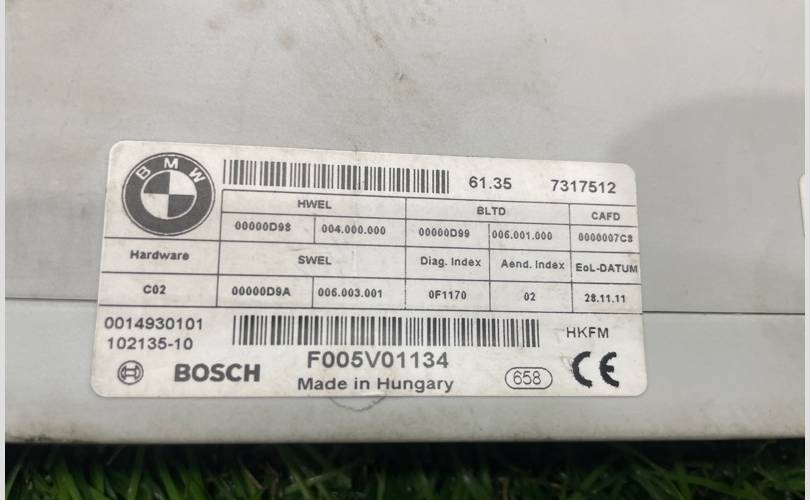 BMW
61.35 7317512
HWEL BLTD CAFD
00000D98 004.000.000 00000D99 006.001.000 0000007C8
Hardware SWEL Diag. Index Aend. Index EoL-DATUM
C02 00000D9A 006.003.001 0F1170 02 28.11.11
0014930101
102135-10
HKFM
F005V01134
BOSCH Made in Hungary 658 CE